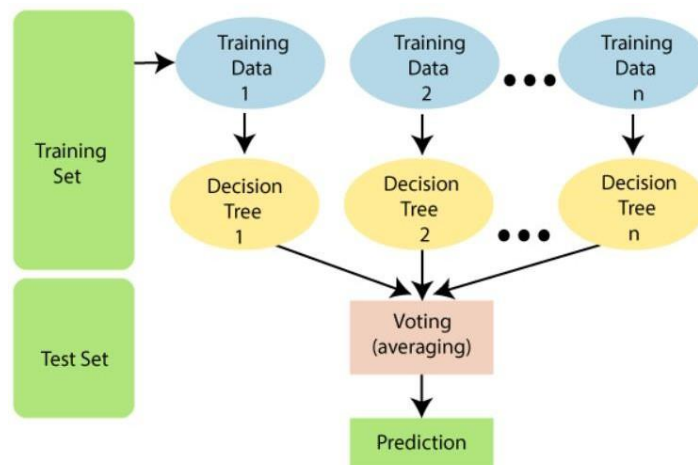 Training
Set
Test Set
Training
Data
1
Training
Data
2
Training
Data
n
Decision
Tree
1
Decision
Tree
2
Decision
Tree
n
Voting
(averaging)
Prediction